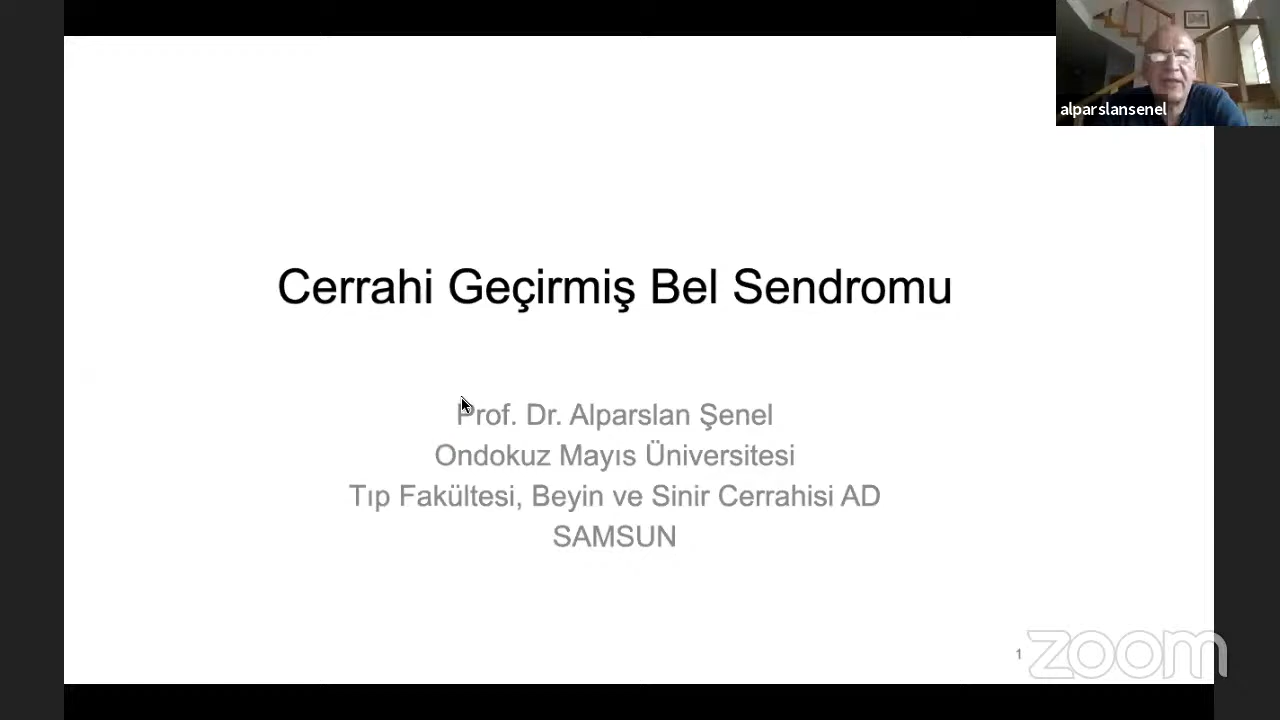 alparslansenel
Cerrahi Geçirmiş Bel Sendromu
Prof. Dr. Alparslan Şenel
Ondokuz Mayıs Üniversitesi
Tıp Fakültesi, Beyin ve Sinir Cerrahisi AD
SAMSUN
1
zoom